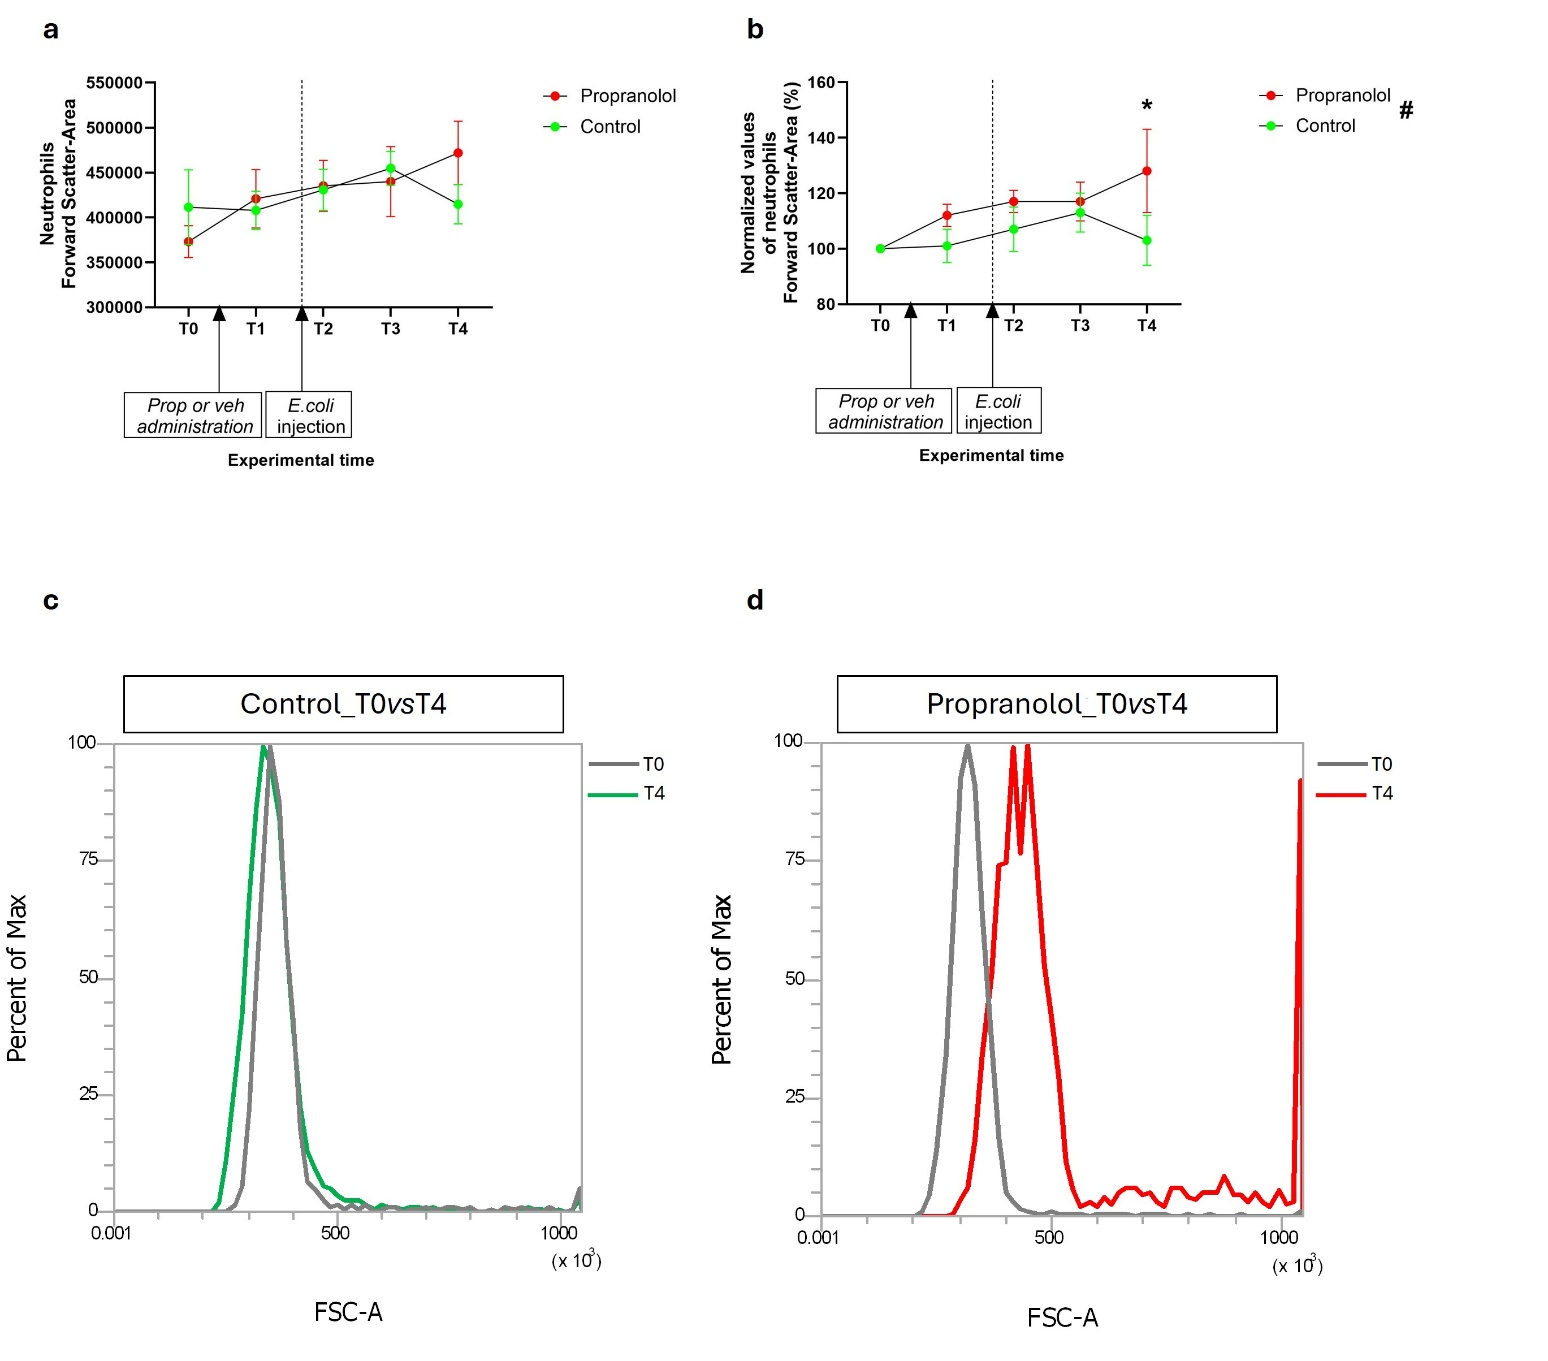 a
550000
500000
450000
400000
350000
300000
Neutrophils
Forward Scatter-Area
Propranolol
Control
T0 T1 T2 T3 T4
Prop or veh
administration
E.coli
injection
Experimental time
b
160
140
120
100
80
Normalized values
of neutrophils
Forward Scatter-Area (%)
*
Propranolol
Control
#
T0 T1 T2 T3 T4
Prop or veh
administration
E.coli
injection
Experimental time
c
Control_T0vsT4
100
75
50
25
0
Percent of Max
0.001 500 1000
(x 10³)
FSC-A
T0
T4
d
Propranolol_T0vsT4
100
75
50
25
0
Percent of Max
0.001 500 1000
(x 10³)
FSC-A
T0
T4